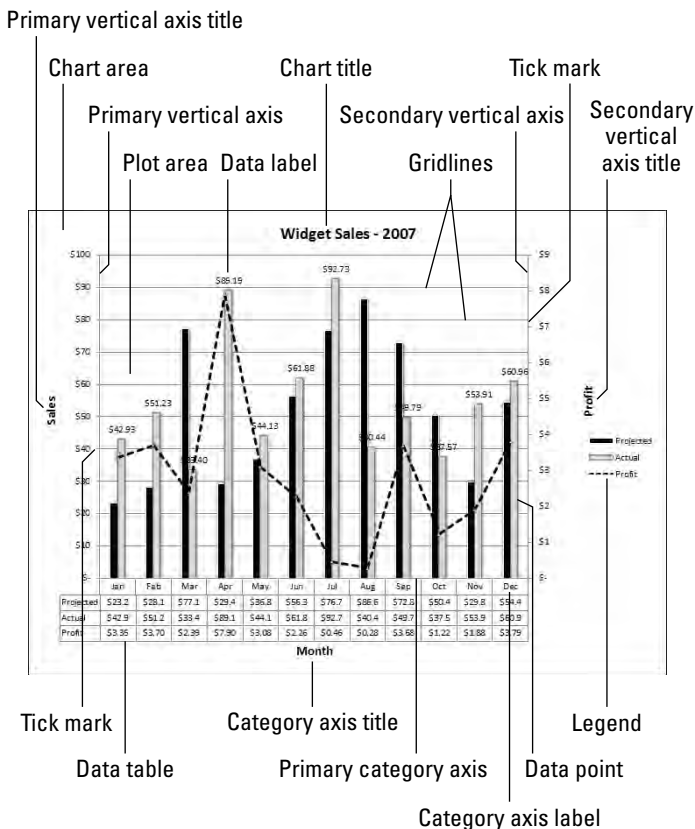 Primary vertical axis title
Chart area Chart title Tick mark
Primary vertical axis Secondary vertical axis Secondary
vertical
axis title
Plot area Data label Gridlines
Widget Sales - 2007
$100 $9
$90 $8
$80 $7
$70 $6
$60 $5
$50 $4
$40 $3
$30 $2
$20 $1
$10 $-
$-
Sales
Profit
$42.93 $51.23 $89.19 $44.13 $61.88 $92.73 $53.91 $60.96
Projected
Actual
Profit
Jan Feb Mar Apr May Jun Jul Aug Sep Oct Nov Dec
Projected $23.2 $28.1 $77.1 $29.4 $36.8 $56.3 $76.7 $86.6 $72.8 $50.4 $29.8 $54.4
Actual $42.9 $51.2 $33.4 $89.1 $44.1 $61.8 $92.7 $40.4 $49.7 $37.5 $53.9 $60.9
Profit $3.35 $3.70 $2.39 $7.90 $3.08 $2.26 $0.46 $0.28 $3.68 $1.22 $1.88 $3.79
Month
Tick mark Category axis title Legend
Data table Primary category axis Data point
Category axis label